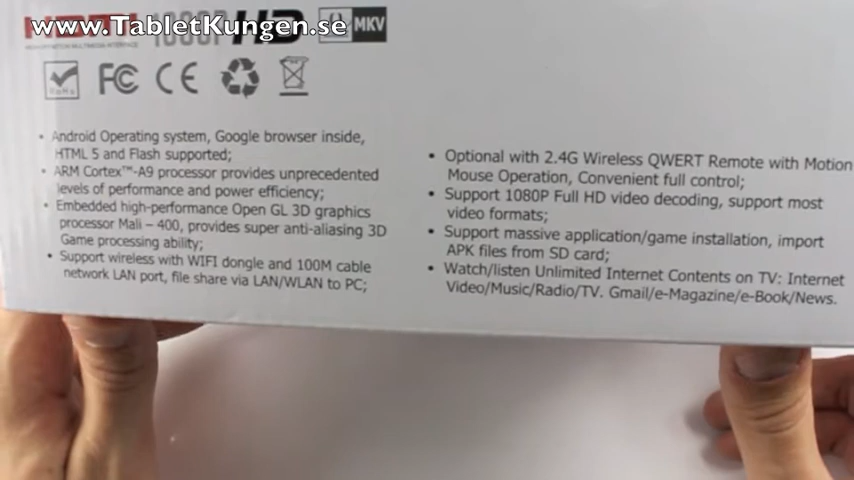 www.TabletKungen.se
1080P HD MKV
RoHS FC CE
• Android Operating system, Google browser inside,
HTML 5 and Flash supported;
• ARM Cortex™-A9 processor provides unprecedented
levels of performance and power efficiency;
• Embedded high-performance Open GL 3D graphics
processor Mali – 400, provides super anti-aliasing 3D
Game processing ability;
• Support wireless with WIFI dongle and 100M cable
network LAN port, file share via LAN/WLAN to PC;
• Optional with 2.4G Wireless QWERT Remote with Motion
Mouse Operation, Convenient full control;
• Support 1080P Full HD video decoding, support most
video formats;
• Support massive application/game installation, import
APK files from SD card;
• Watch/listen Unlimited Internet Contents on TV: Internet
Video/Music/Radio/TV. Gmail/e-Magazine/e-Book/News.